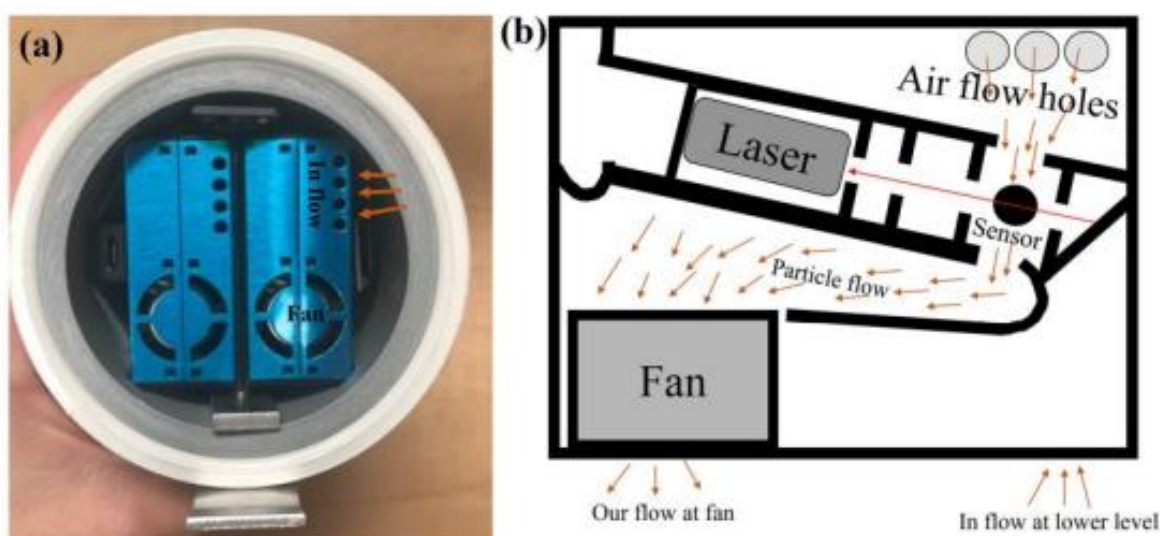 (a)
In flow
Fan
(b)
Air flow holes
Laser
Sensor
Particle flow
Fan
Our flow at fan
In flow at lower level